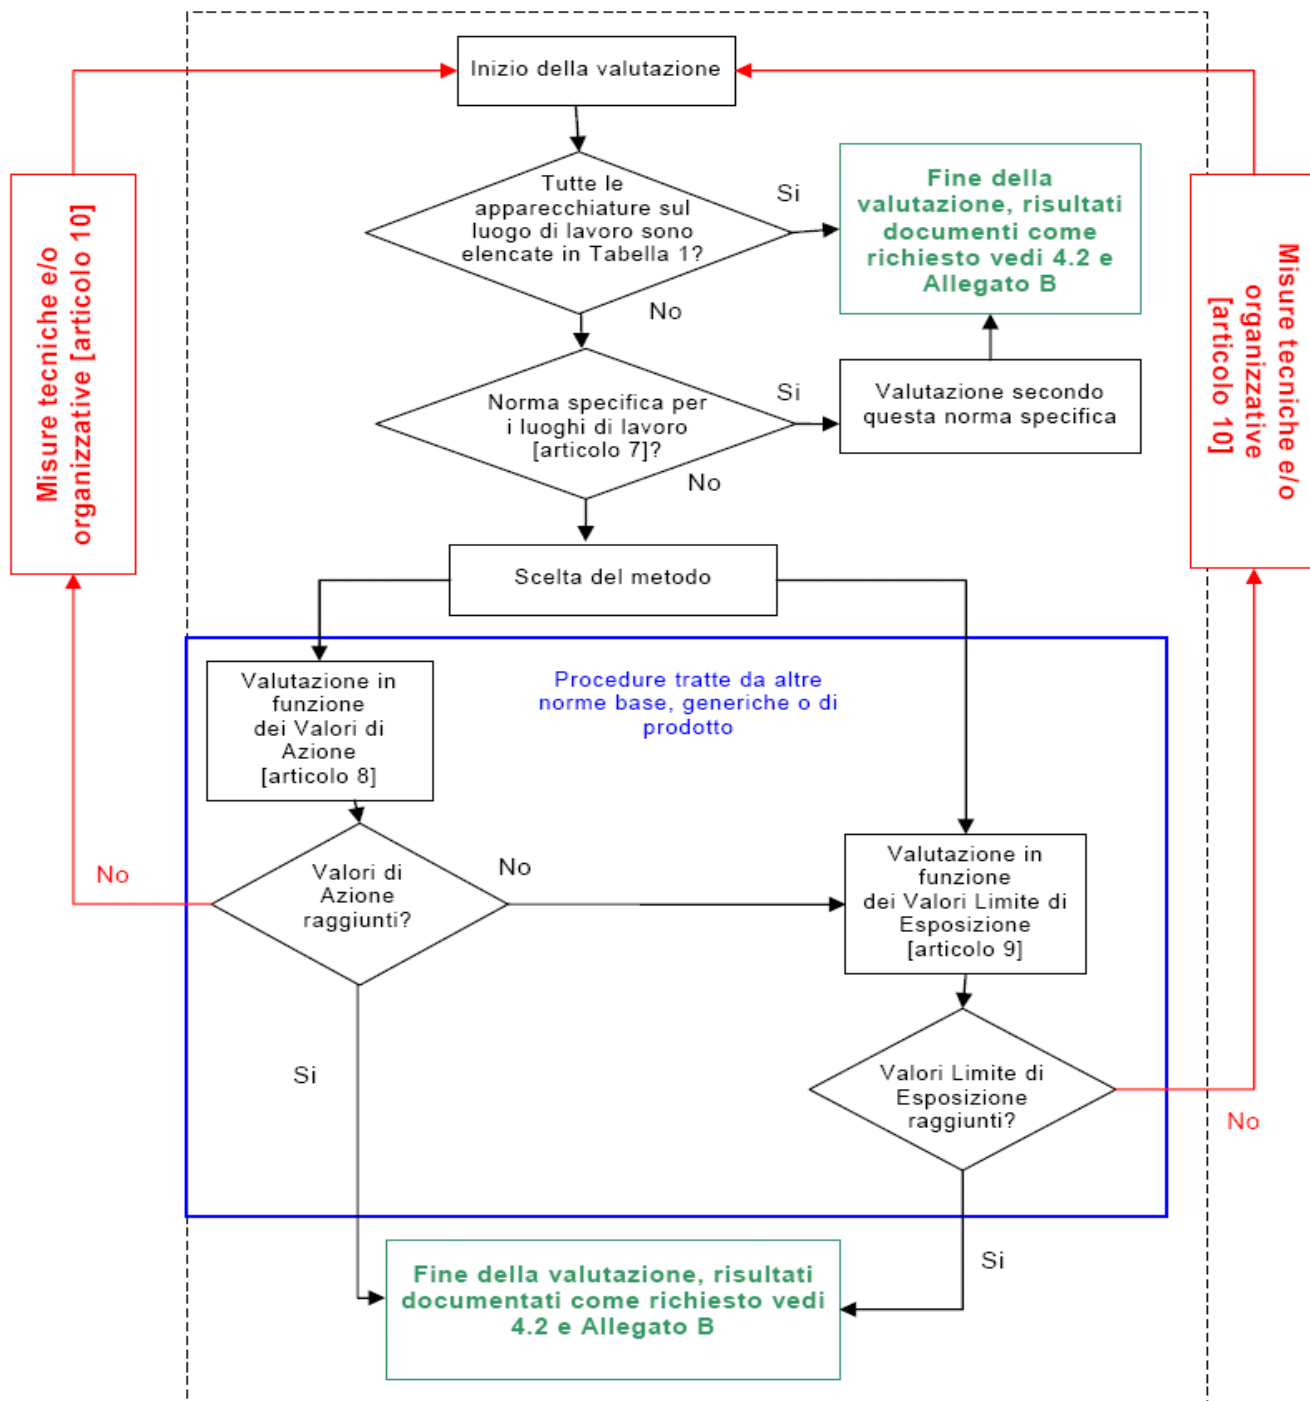 Inizio della valutazione
Tutte le
apparecchiature sul
luogo di lavoro sono
elencate in Tabella 1?
Si
Fine della
valutazione, risultati
documenti come
richiesto vedi 4.2 e
Allegato B
No
Misure tecniche e/o
organizzative [articolo 10]
Misure tecniche e/o
organizzative
[articolo 10]
Norma specifica per
i luoghi di lavoro
[articolo 7]?
Si
Valutazione secondo
questa norma specifica
No
Scelta del metodo
Valutazione in
funzione
dei Valori di
Azione
[articolo 8]
Procedure tratte da altre
norme base, generiche o di
prodotto
No
Valori di
Azione
raggiunti?
No
Valutazione in
funzione
dei Valori Limite di
Esposizione
[articolo 9]
Si
Valori Limite di
Esposizione
raggiunti?
No
Si
Fine della valutazione, risultati
documentati come richiesto vedi
4.2 e Allegato B